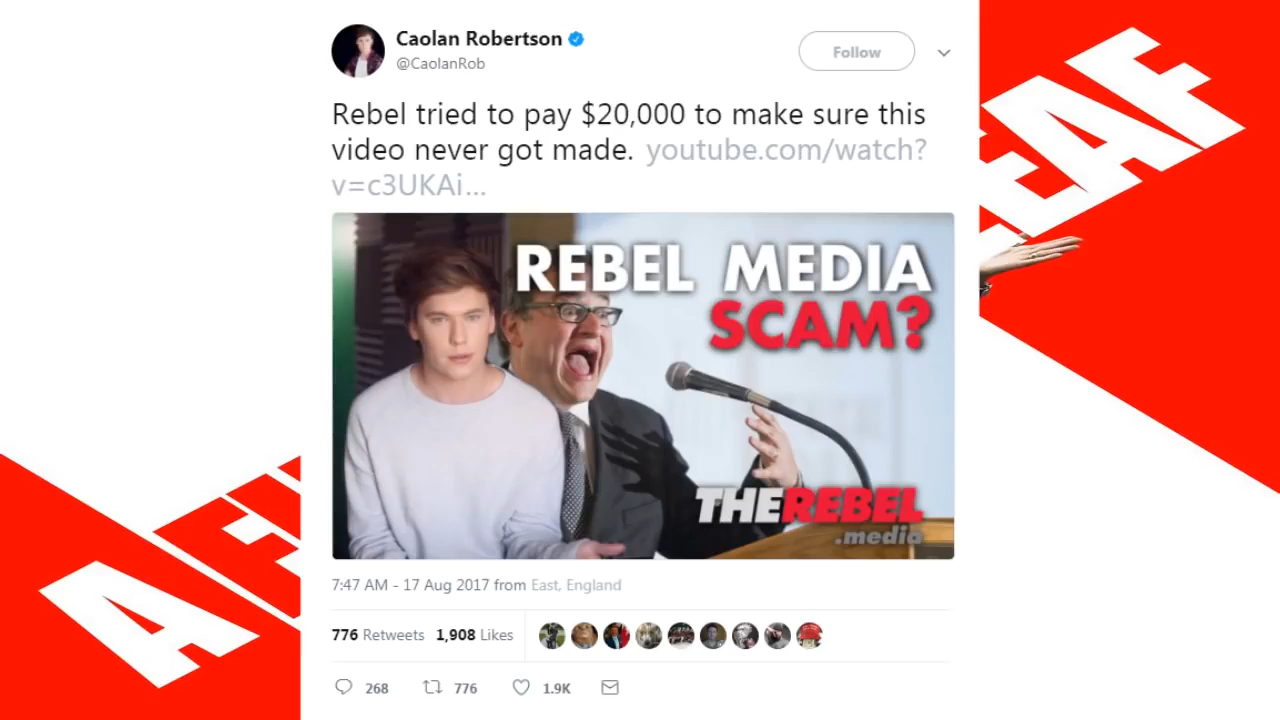 Caolan Robertson
@CaolanRob
Follow
Rebel tried to pay $20,000 to make sure this
video never got made. youtube.com/watch?
v=c3UKAi...
REBEL MEDIA
SCAM?
THEREBEL
.media
7:47 AM - 17 Aug 2017 from East, England
776 Retweets 1,908 Likes
268 776 1.9K